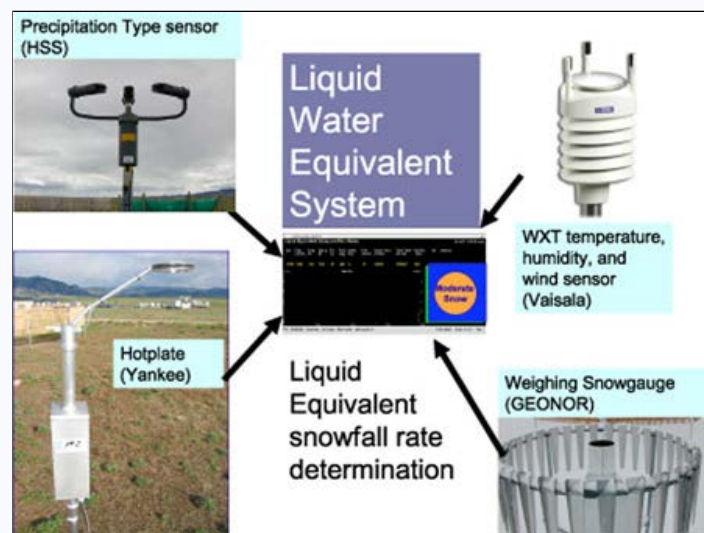 Precipitation Type sensor
(HSS)
Liquid
Water
Equivalent
System
WXT temperature,
humidity, and
wind sensor
(Vaisala)
Moderate
Snow
Hotplate
(Yankee)
Liquid
Equivalent
snowfall rate
determination
Weighing Snowgauge
(GEONOR)